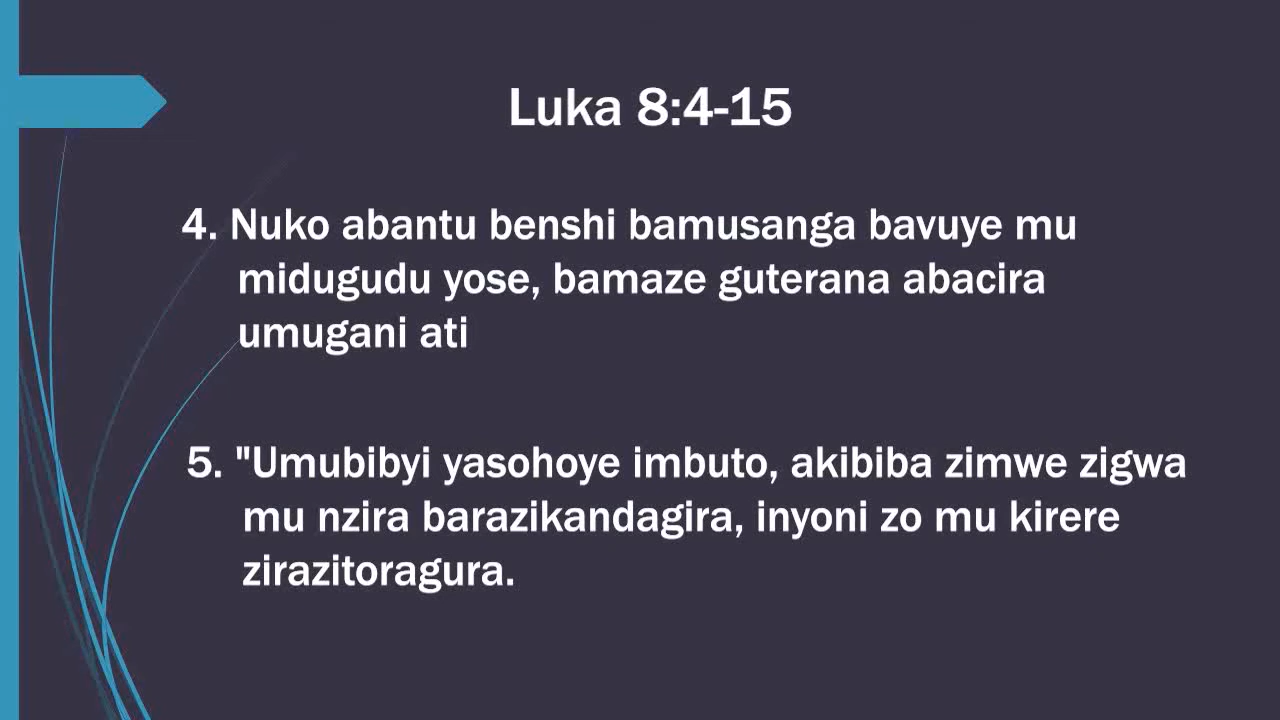 Luka 8:4-15
4. Nuko abantu benshi bamusanga bavuye mu
midugudu yose, bamaze guterana abacira
umugani ati
5. "Umubibyi yasohoye imbuto, akibiba zimwe zigwa
mu nzira barazikandagira, inyoni zo mu kirere
zirazitoragura.